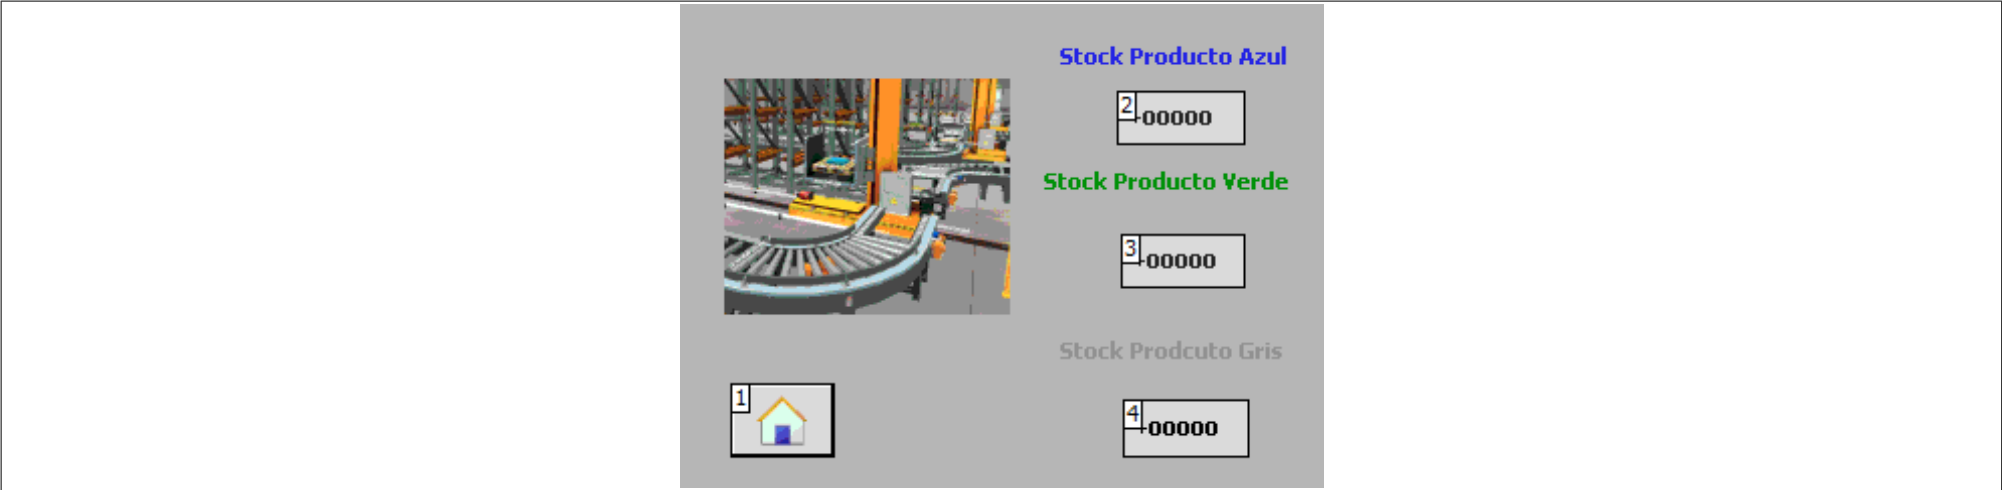 Stock Producto Azul
2
+00000
Stock Producto Verde
3
+00000
Stock Prodcuto Gris
1
4
+00000